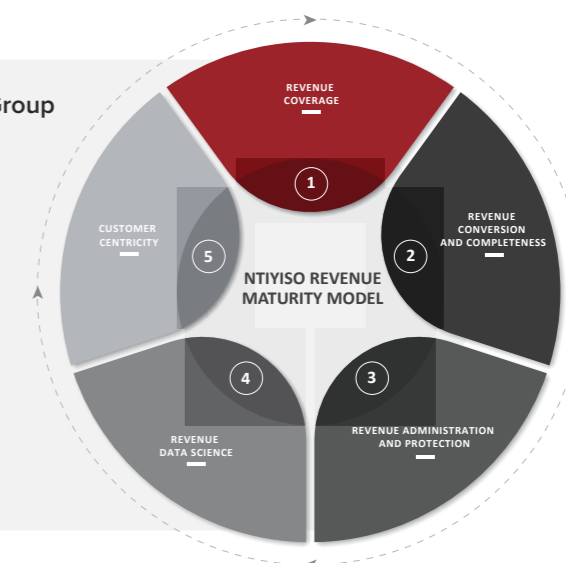 Group
REVENUE
COVERAGE
1
REVENUE
CONVERSION
AND COMPLETENESS
2
REVENUE ADMINISTRATION
AND PROTECTION
3
REVENUE
DATA SCIENCE
4
CUSTOMER
CENTRICITY
5
NTIYISO REVENUE
MATURITY MODEL